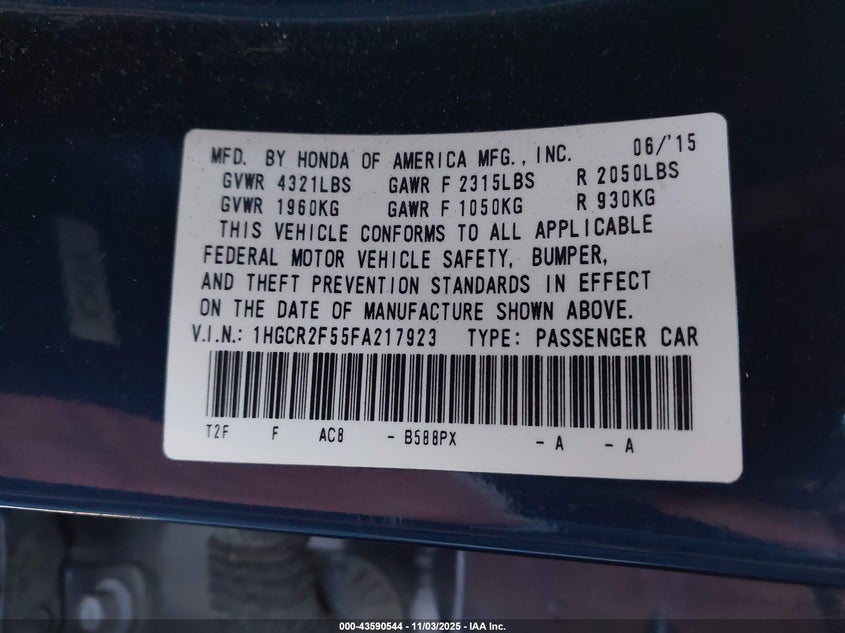 MFD. BY HONDA OF AMERICA MFG., INC. 06/'15
GVWR 4321LBS GAWR F 2315LBS R 2050LBS
GVWR 1960KG GAWR F 1050KG R 930KG
THIS VEHICLE CONFORMS TO ALL APPLICABLE
FEDERAL MOTOR VEHICLE SAFETY, BUMPER,
AND THEFT PREVENTION STANDARDS IN EFFECT
ON THE DATE OF MANUFACTURE SHOWN ABOVE.
V.I.N.: 1HGCR2F55FA217923 TYPE: PASSENGER CAR
T2F F AC8 - B588PX - A - A
000-43590544 - 11/03/2025 - IAA Inc.